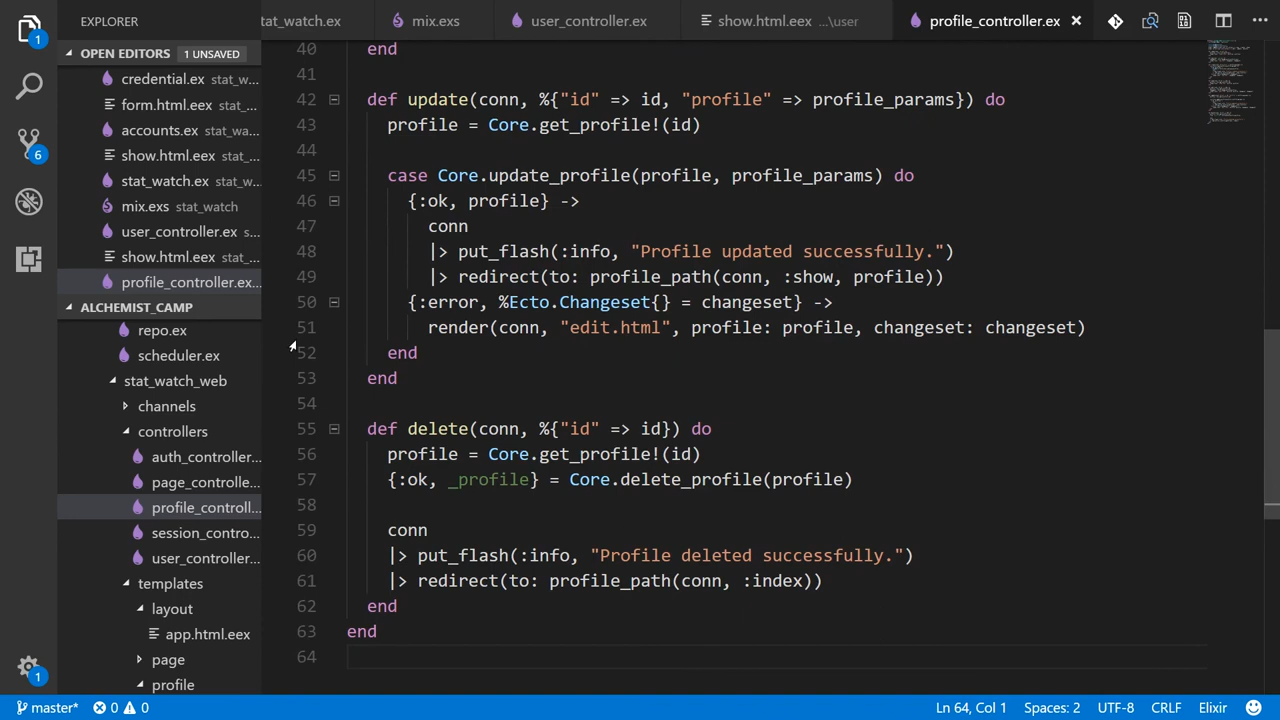 EXPLORER
tat_watch.ex
mix.exs
user_controller.ex
show.html.eex ...\user
profile_controller.ex
OPEN EDITORS 1 UNSAVED
credential.ex stat_w...
form.html.eex stat_...
accounts.ex stat_wa...
show.html.eex stat_...
stat_watch.ex stat_w...
mix.exs stat_watch
user_controller.ex s...
show.html.eex stat_...
profile_controller.ex...
ALCHEMIST_CAMP
repo.ex
scheduler.ex
stat_watch_web
channels
controllers
auth_controller...
page_controlle...
profile_controll...
session_contro...
user_controller...
templates
layout
app.html.eex
page
profile
1
6
1
40 end
41
42 def update(conn, %{"id" => id, "profile" => profile_params}) do
43 profile = Core.get_profile!(id)
44
45 case Core.update_profile(profile, profile_params) do
46 {:ok, profile} ->
47 conn
48 |> put_flash(:info, "Profile updated successfully.")
49 |> redirect(to: profile_path(conn, :show, profile))
50 {:error, %Ecto.Changeset{} = changeset} ->
51 render(conn, "edit.html", profile: profile, changeset: changeset)
52 end
53 end
54
55 def delete(conn, %{"id" => id}) do
56 profile = Core.get_profile!(id)
57 {:ok, _profile} = Core.delete_profile(profile)
58
59 conn
60 |> put_flash(:info, "Profile deleted successfully.")
61 |> redirect(to: profile_path(conn, :index))
62 end
63 end
64
master* 0 0 Ln 64, Col 1 Spaces: 2 UTF-8 CRLF Elixir